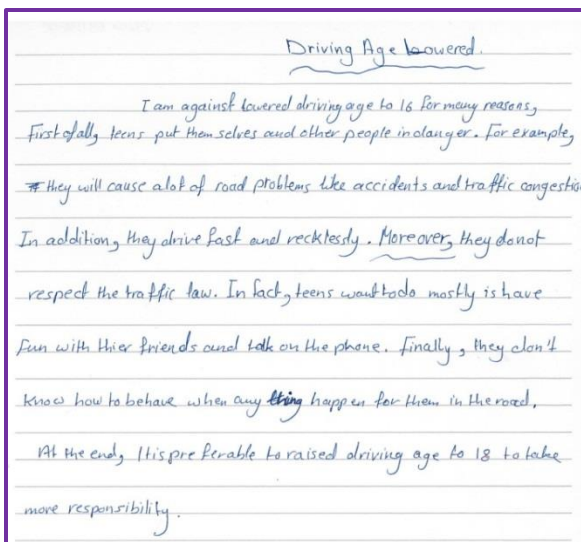 Driving Age Lowered.
I am against lowered driving age to 16 for many reasons,
First of all, teens put them selves and other people in danger. For example,
they will cause alot of road problems like accidents and traffic congestion
In addition, they drive fast and recklessly. Moreover, they do not
respect the traffic law. In fact, teens want to do mostly is have
fun with thier friends and talk on the phone. Finally, they don't
know how to behave when any thing happen for them in the road.
At the end, It is preferable to raised driving age to 18 to take
more responsibility.